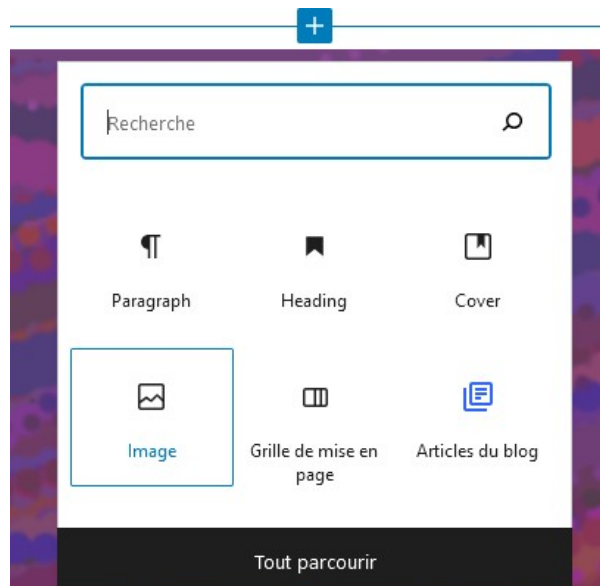 Recherche
Paragraph
Heading
Cover
Image
Grille de mise en
page
Articles du blog
Tout parcourir